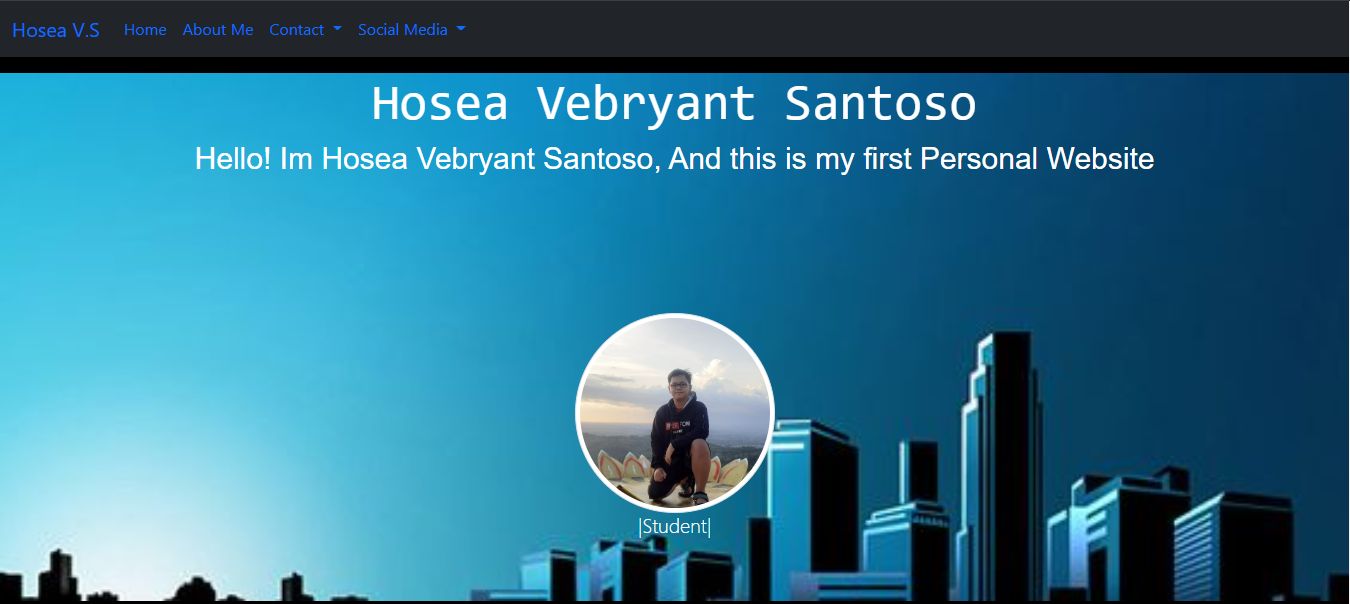 Hosea V.S Home About Me Contact Social Media
Hosea Vebryant Santoso
Hello! Im Hosea Vebryant Santoso, And this is my first Personal Website
|Student|